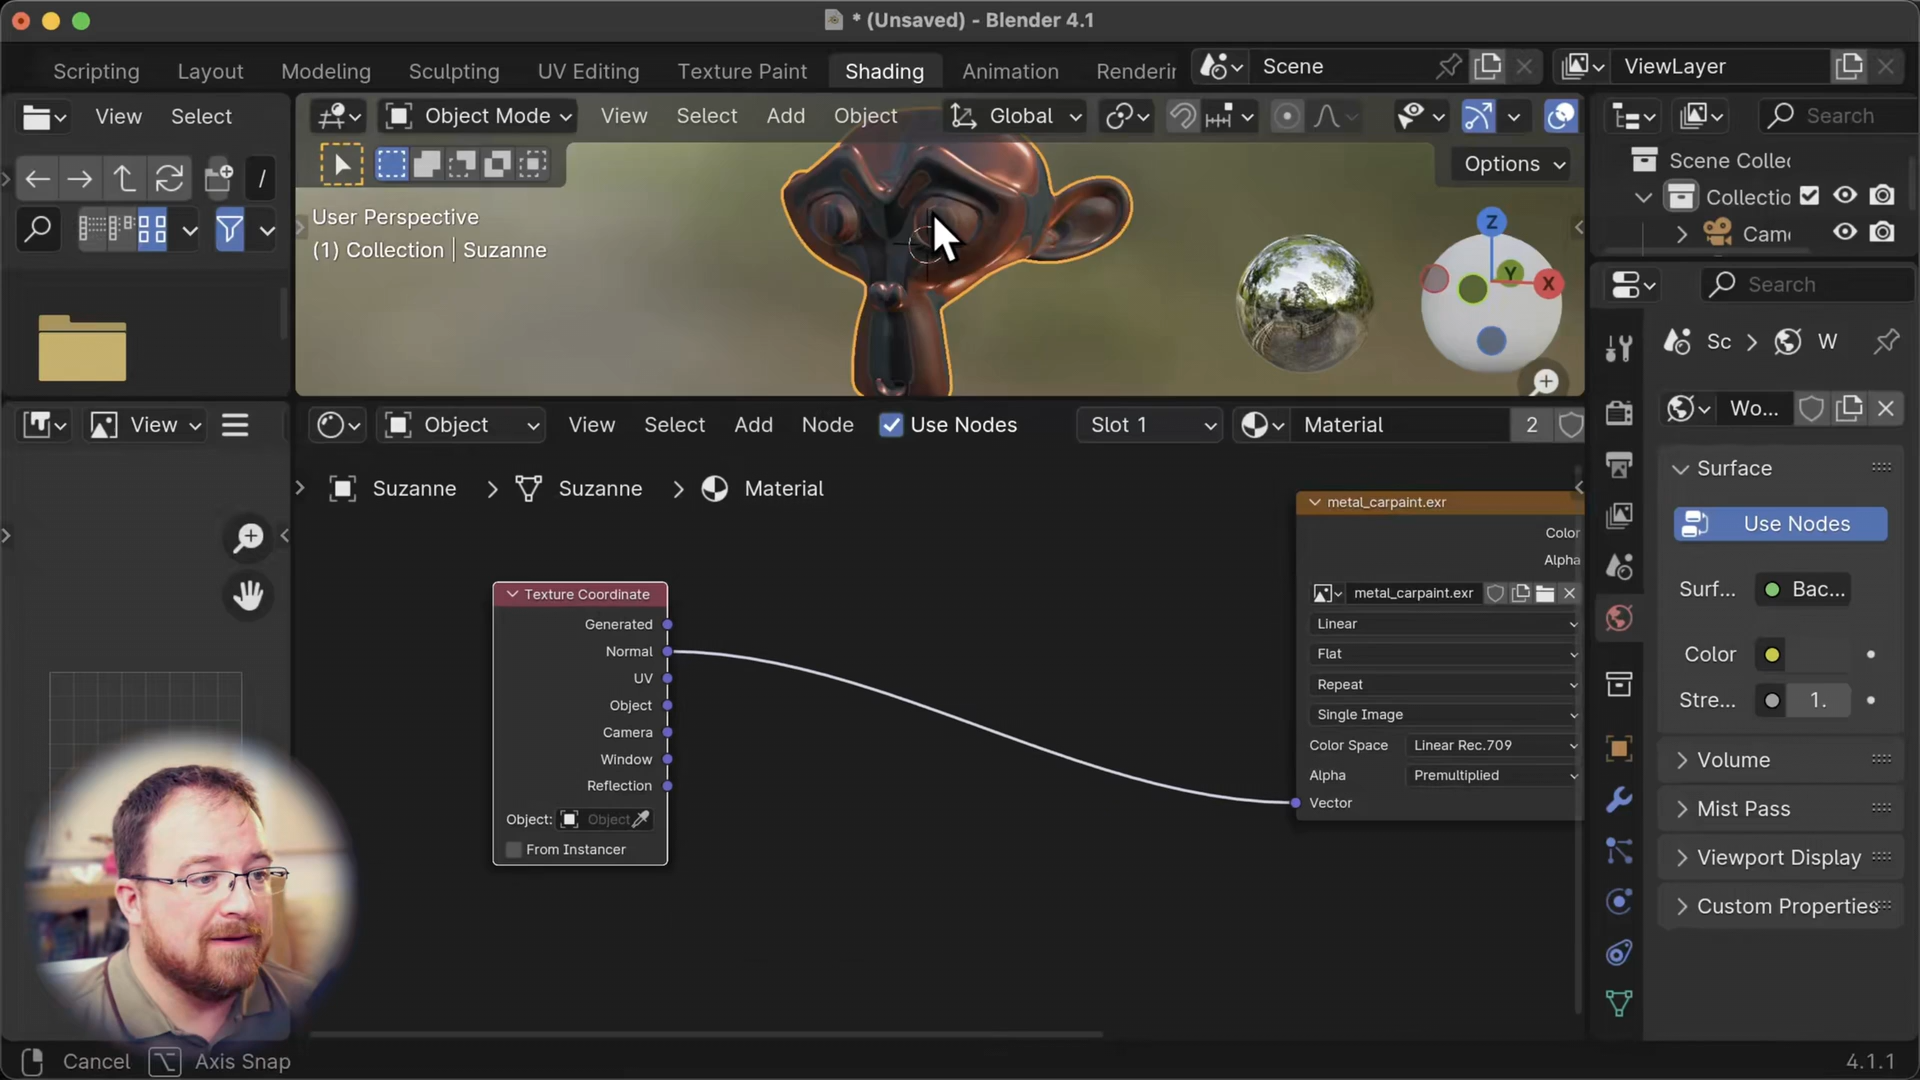 * (Unsaved) - Blender 4.1
Scripting Layout Modeling Sculpting UV Editing Texture Paint Shading Animation Renderin Scene ViewLayer
View Select
Object Mode View Select Add Object Global
Search
/
Options
User Perspective
(1) Collection | Suzanne
Z
Y
X
Scene Collec
Collectio
Came
Search
Sc > W
Wo...
View
Object View Select Add Node Use Nodes Slot 1 Material 2
Suzanne > Suzanne > Material
Surface
Use Nodes
Surf... Bac...
Color
Stre... 1.
Volume
Mist Pass
Viewport Display
Custom Properties
Texture Coordinate
Generated
Normal
UV
Object
Camera
Window
Reflection
Object: Object
From Instancer
metal_carpaint.exr
Color
Alpha
metal_carpaint.exr
Linear
Flat
Repeat
Single Image
Color Space Linear Rec.709
Alpha Premultiplied
Vector
Cancel Axis Snap
4.1.1